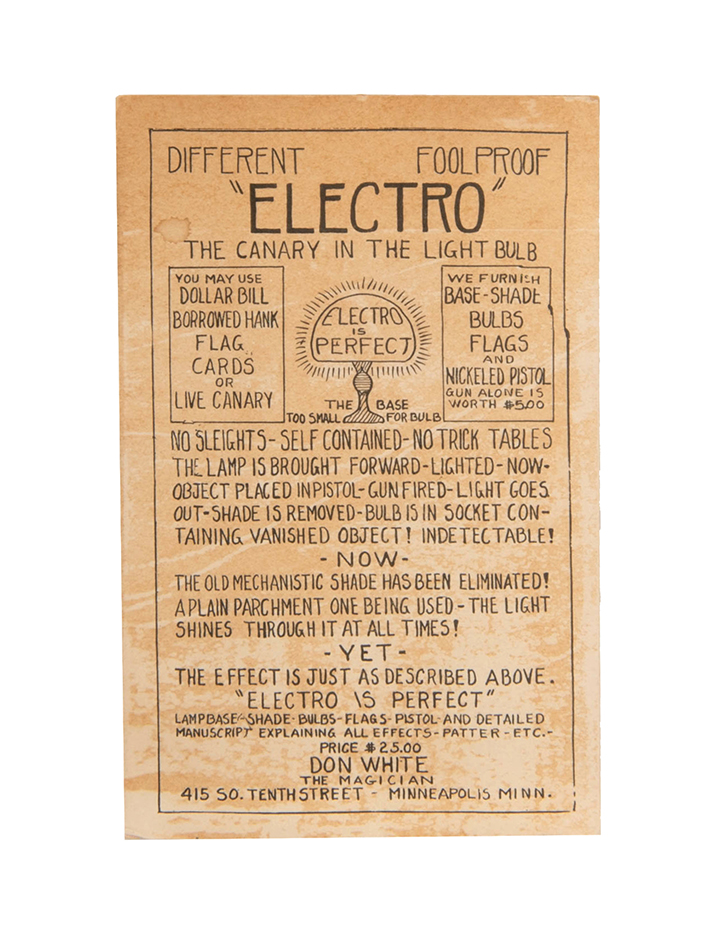 DIFFERENT FOOLPROOF
"ELECTRO"
THE CANARY IN THE LIGHT BULB
YOU MAY USE
DOLLAR BILL
BORROWED HANK
FLAG
CARDS
OR
LIVE CANARY
ELECTRO
IS
PERFECT
THE BASE
TOO SMALL FOR BULB
WE FURNISH
BASE-SHADE
BULBS
FLAGS
AND
NICKELED PISTOL
GUN ALONE IS
WORTH $5.00
NO SLEIGHTS-SELF CONTAINED-NO TRICK TABLES
THE LAMP IS BROUGHT FORWARD-LIGHTED-NOW-
OBJECT PLACED IN PISTOL-GUN FIRED-LIGHT GOES
OUT-SHADE IS REMOVED-BULB IS IN SOCKET CON-
TAINING VANISHED OBJECT! INDETECTABLE!
-NOW-
THE OLD MECHANISTIC SHADE HAS BEEN ELIMINATED!
A PLAIN PARCHMENT ONE BEING USED-THE LIGHT
SHINES THROUGH IT AT ALL TIMES!
-YET-
THE EFFECT IS JUST AS DESCRIBED ABOVE.
"ELECTRO IS PERFECT"
LAMPBASE-SHADE-BULBS-FLAGS-PISTOL-AND DETAILED
MANUSCRIPT EXPLAINING ALL EFFECTS-PATTER-ETC.-
PRICE $25.00
DON WHITE
THE MAGICIAN
415 SO. TENTH STREET - MINNEAPOLIS MINN.